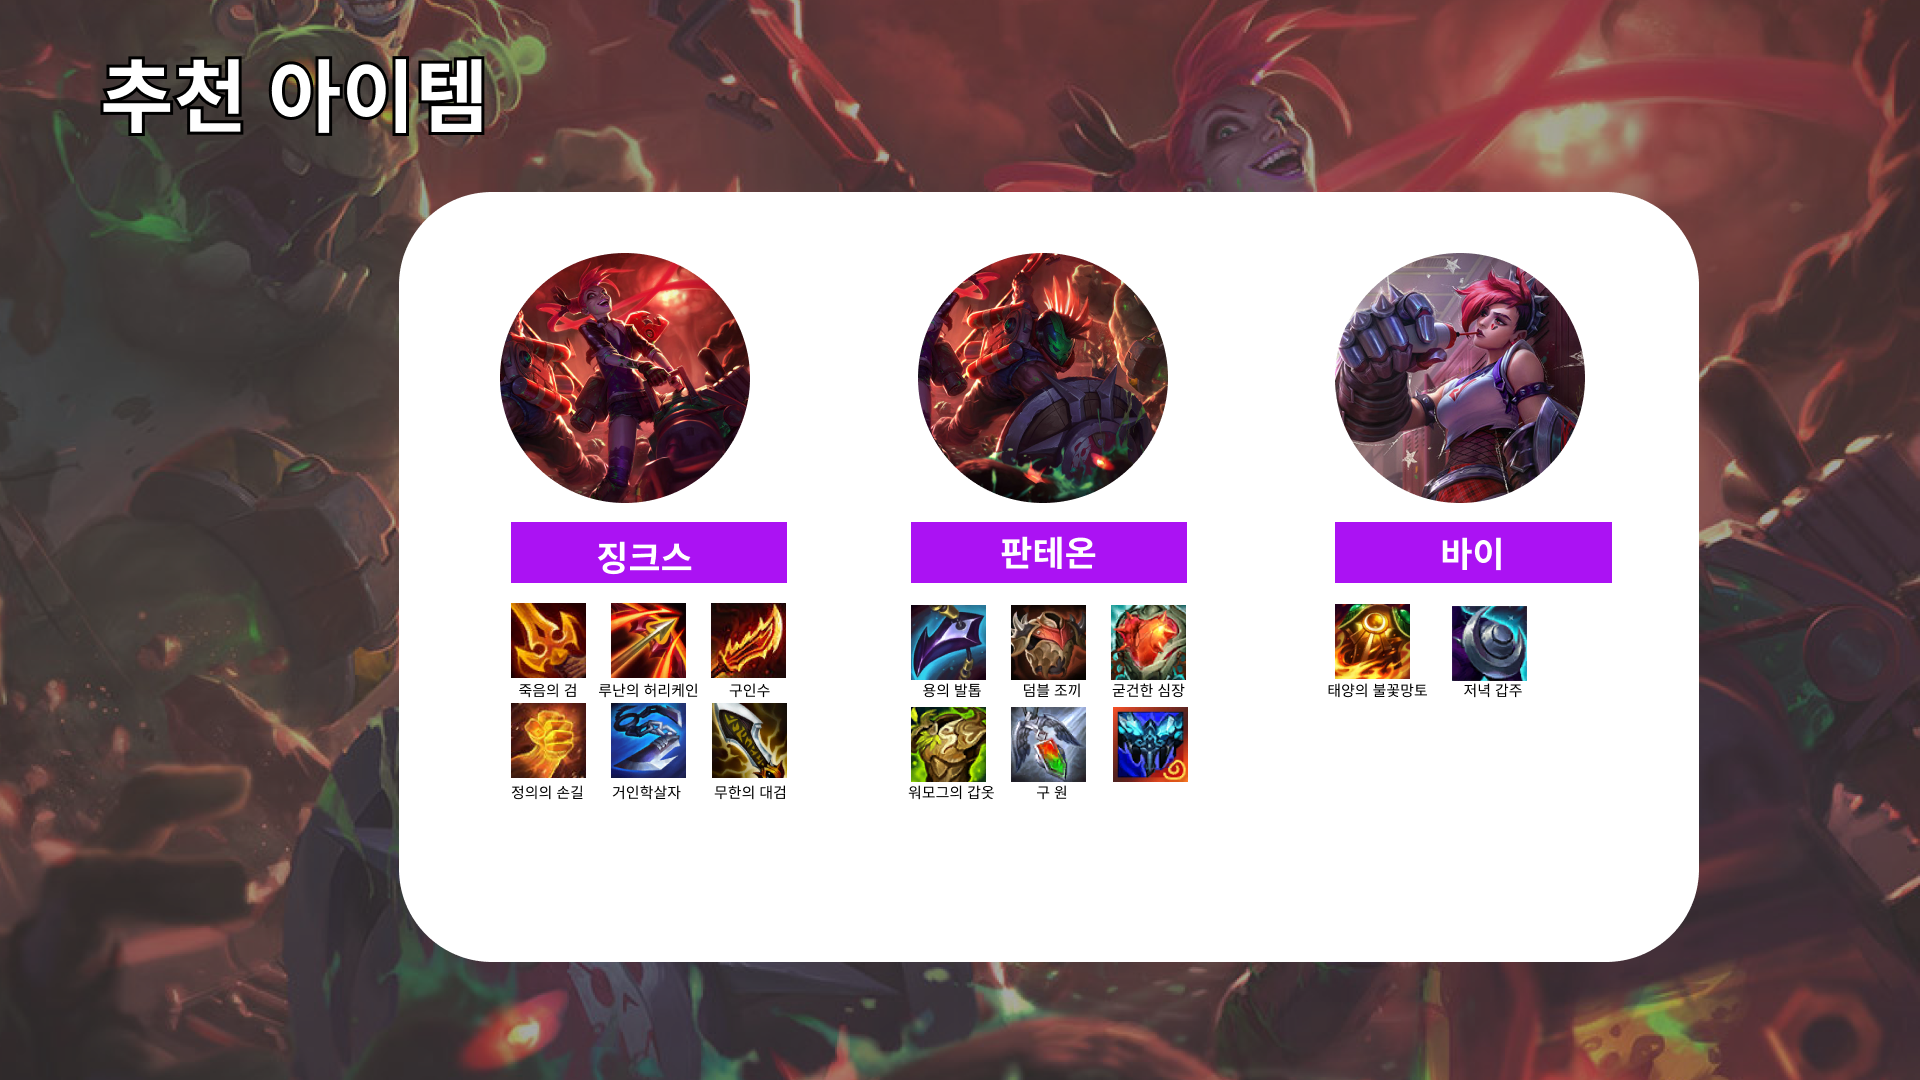 추천 아이템
징크스
판테온
바이
죽음의 검
루난의 허리케인
구인수
용의 발톱
덤블 조끼
굳건한 심장
태양의 불꽃망토
저녁 갑주
정의의 손길
거인학살자
무한의 대검
워모그의 갑옷
구 원